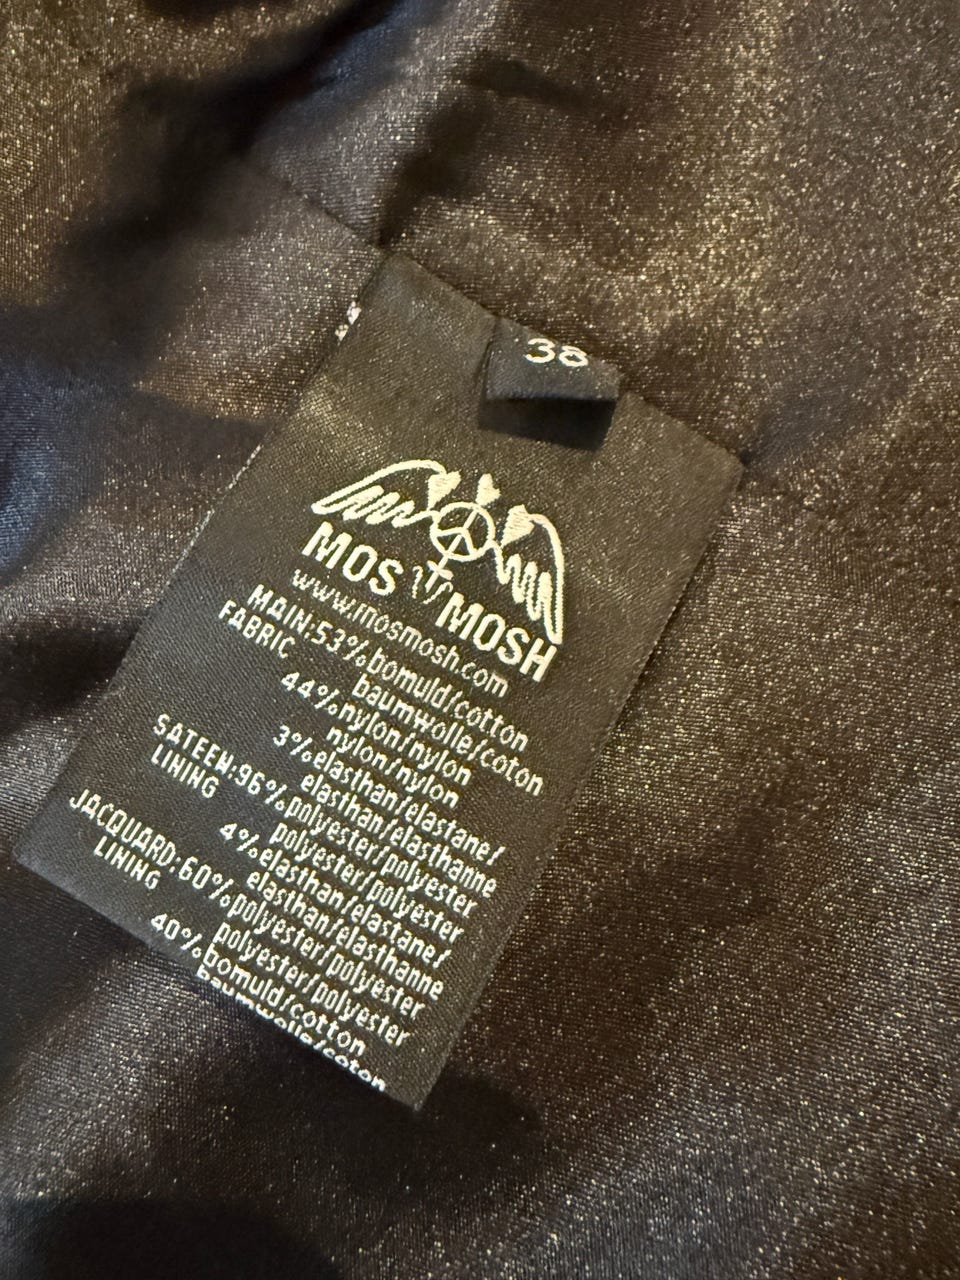 38
MOS MOSH
www.mosmosh.com
MAIN:53%bomuld/cotton
FABRIC baumwolle/coton
44%nylon/nylon
nylon/nylon
3%elasthan/elastane/
elasthan/elasthanne
SATEEN:96%polyester/polyester
LINING polyester/polyester
4%elasthan/elastane/
elasthan/elasthanne
JACQUARD:60%polyester/polyester
LINING polyester/polyester
40%bomuld/cotton
baumwolle/coton